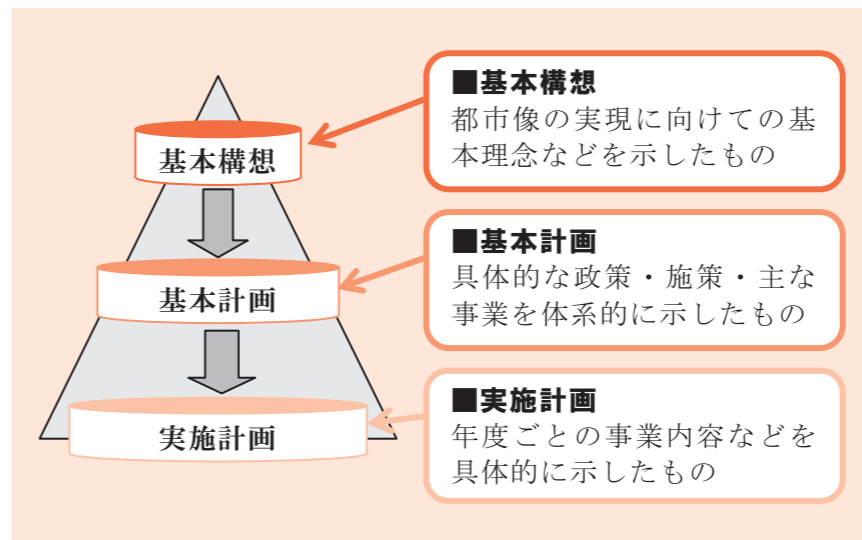 基本構想
■基本構想
都市像の実現に向けての基
本理念などを示したもの
基本計画
■基本計画
具体的な政策・施策・主な
事業を体系的に示したもの
実施計画
■実施計画
年度ごとの事業内容などを
具体的に示したもの